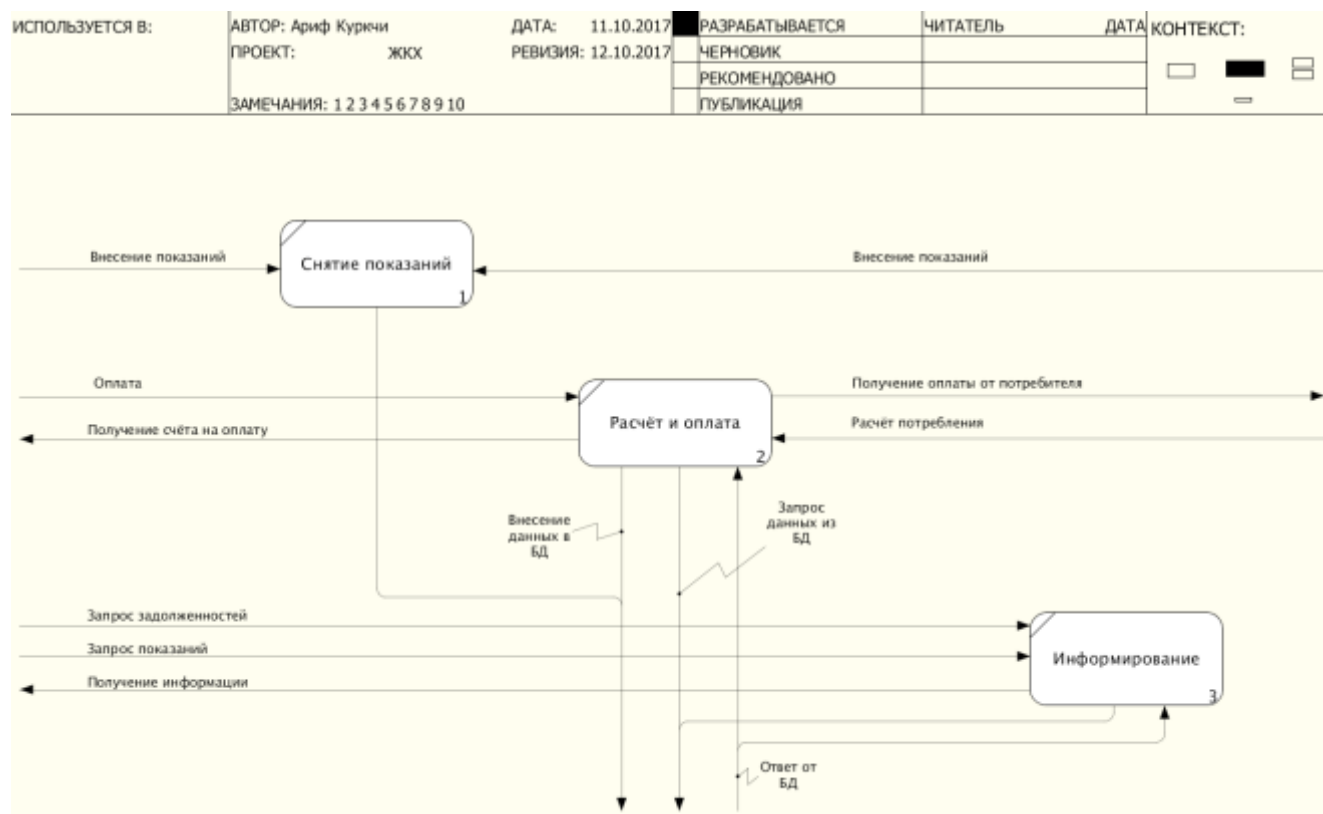 ИСПОЛЬЗУЕТСЯ В:
АВТОР: Ариф Куркчи
ДАТА: 11.10.2017
РАЗРАБАТЫВАЕТСЯ
ЧИТАТЕЛЬ
ДАТА
КОНТЕКСТ:
ПРОЕКТ: ЖКХ
РЕВИЗИЯ: 12.10.2017
ЧЕРНОВИК
РЕКОМЕНДОВАНО
ЗАМЕЧАНИЯ: 1 2 3 4 5 6 7 8 9 10
ПУБЛИКАЦИЯ
Внесение показаний
Снятие показаний
1
Внесение показаний
Оплата
Получение счёта на оплату
Расчёт и оплата
2
Получение оплаты от потребителя
Расчёт потребления
Внесение
данных в
БД
Запрос
данных из
БД
Запрос задолженностей
Запрос показаний
Получение информации
Информирование
3
Ответ от
БД